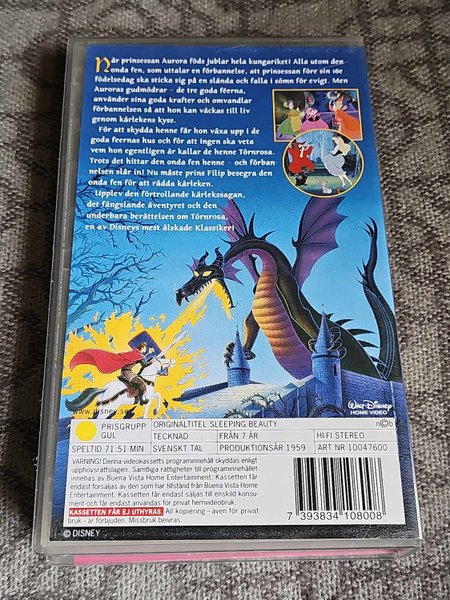 När prinsessan Aurora föds jublar hela kungariket! Alla utom den
onda fen, som uttalar en förbannelse, att prinsessan före sin 18e
födelsedag ska sticka sig på en slända och falla i sömn för evigt. Men
Auroras gudmödrar - de tre goda féerna,
använder sina goda krafter och omvandlar
förbannelsen så att hon kan väckas till liv
genom kärlekens kyss.
För att skydda henne får hon växa upp i de
goda feernas hus och för att ingen ska veta
vem hon egentligen är kallar de henne Törnrosa.
Trots det hittar den onda fen henne - och förban-
nelsen slår in! Nu måste prins Filip besegra den
onda fen för att rädda kärleken.
Upplev den förtrollande kärlekssagan,
det fängslande äventyret och den
underbara berättelsen om Törnrosa,
en av Disneys mest älskade Klassiker!
Walt Disney
HOME VIDEO
www.disney.se
n©b
PRISGRUPP
GUL
ORIGINALTITEL SLEEPING BEAUTY
TECKNAD
FRÅN 7 ÅR
HI-FI STEREO
SPELTID 71:51 MIN
SVENSKT TAL
PRODUKTIONSÅR 1959
ART NR 10047600
VARNING! Denna videokassetts programinnehåll skyddas enligt
upphovsrättslagen. Samtliga rättigheter till programinnehållet
innehas av Buena Vista Home Entertainment. Kassetten får
endast försäljas av den som har tillstånd från Buena Vista Home
Entertainment. Kassetten får endast säljas till enskild konsu-
ment och får endast användas för privat hemvideobruk.
KASSETTEN FÅR EJ UTHYRAS.
All kopiering - även för privat
bruk - är förbjuden. Missbruk beivras.
7 393834 108008
© DISNEY